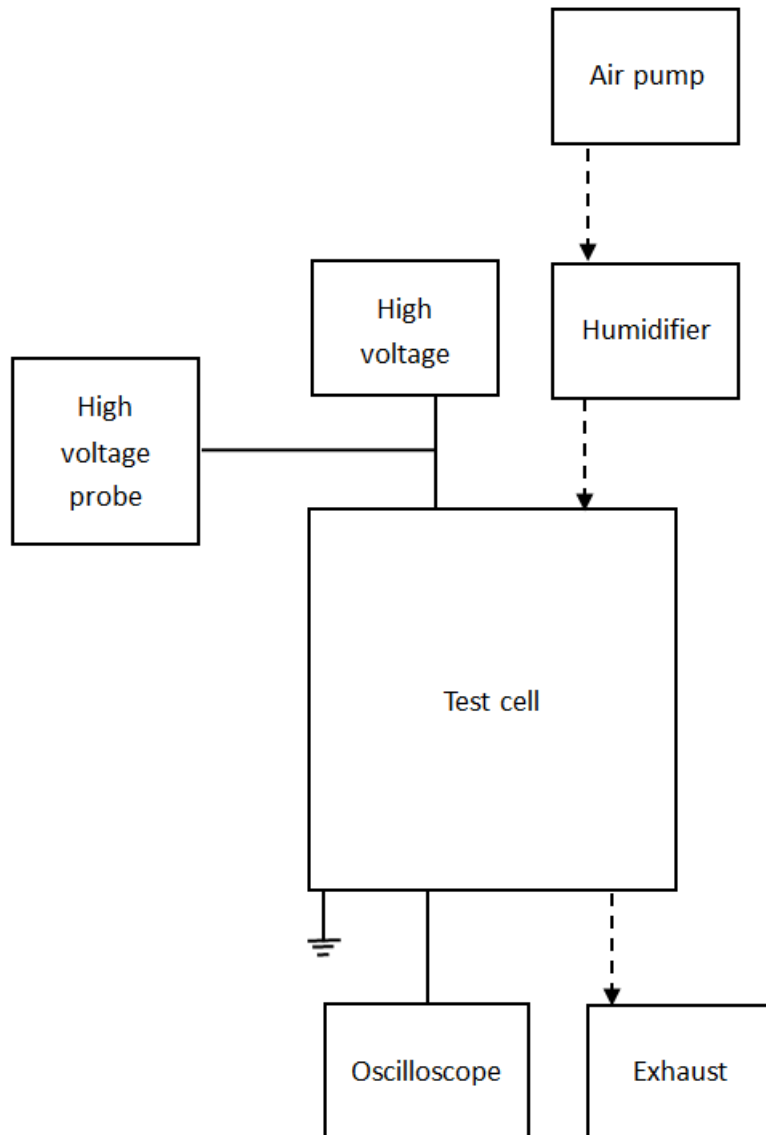 Air pump
High
voltage
Humidifier
High
voltage
probe
Test cell
Oscilloscope
Exhaust